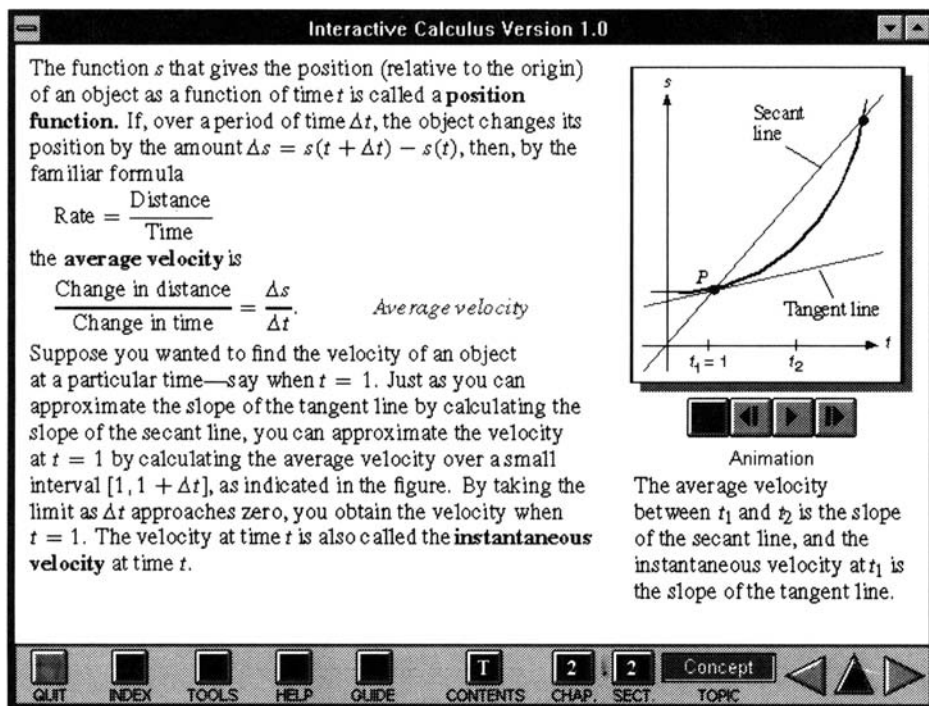 Interactive Calculus Version 1.0
The function s that gives the position (relative to the origin)
of an object as a function of time t is called a position
function. If, over a period of time Δt, the object changes its
position by the amount Δs = s(t + Δt) − s(t), then, by the
familiar formula
Rate = Distance
Time
the average velocity is
Change in distance = Δs.
Change in time Δt
Average velocity
Suppose you wanted to find the velocity of an object
at a particular time—say when t = 1. Just as you can
approximate the slope of the tangent line by calculating the
slope of the secant line, you can approximate the velocity
at t = 1 by calculating the average velocity over a small
interval [1, 1 + Δt], as indicated in the figure. By taking the
limit as Δt approaches zero, you obtain the velocity when
t = 1. The velocity at time t is also called the instantaneous
velocity at time t.
s
Secant
line
P
Tangent line
t
t₁ = 1
t₂
Animation
The average velocity
between t₁ and t₂ is the slope
of the secant line, and the
instantaneous velocity at t₁ is
the slope of the tangent line.
QUIT
INDEX
TOOLS
HELP
GUIDE
T
CONTENTS
2
CHAP.
2
SECT.
Concept
TOPIC